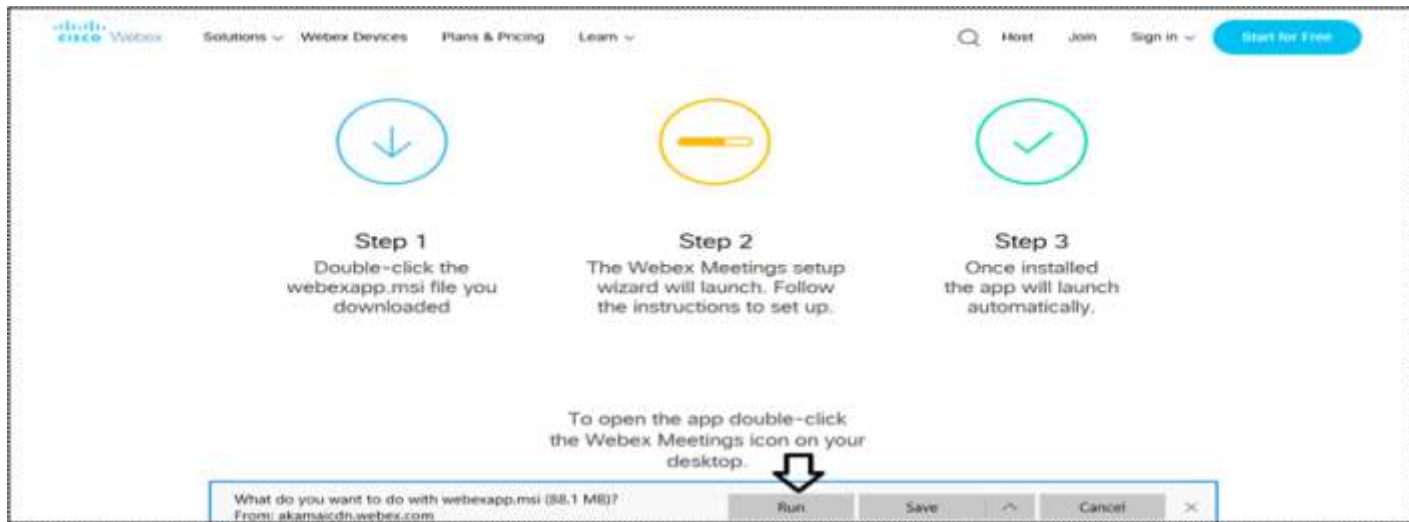 CISCO Webex Solutions Webex Devices Plans & Pricing Learn Host Join Sign in Start for Free
Step 1
Double-click the
webexapp.msi file you
downloaded
Step 2
The Webex Meetings setup
wizard will launch. Follow
the instructions to set up.
Step 3
Once installed
the app will launch
automatically.
To open the app double-click
the Webex Meetings icon on your
desktop.
What do you want to do with webexapp.msi (88.1 MB)?
From: akamaicdn.webex.com
Run Save Cancel